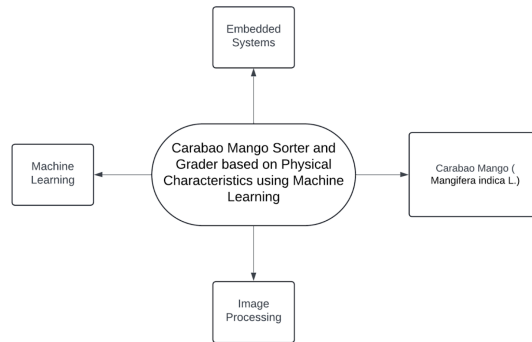 Embedded
Systems
Carabao Mango Sorter and
Grader based on Physical
Characteristics using Machine
Learning
Machine
Learning
Carabao Mango (
Mangifera indica L.)
Image
Processing